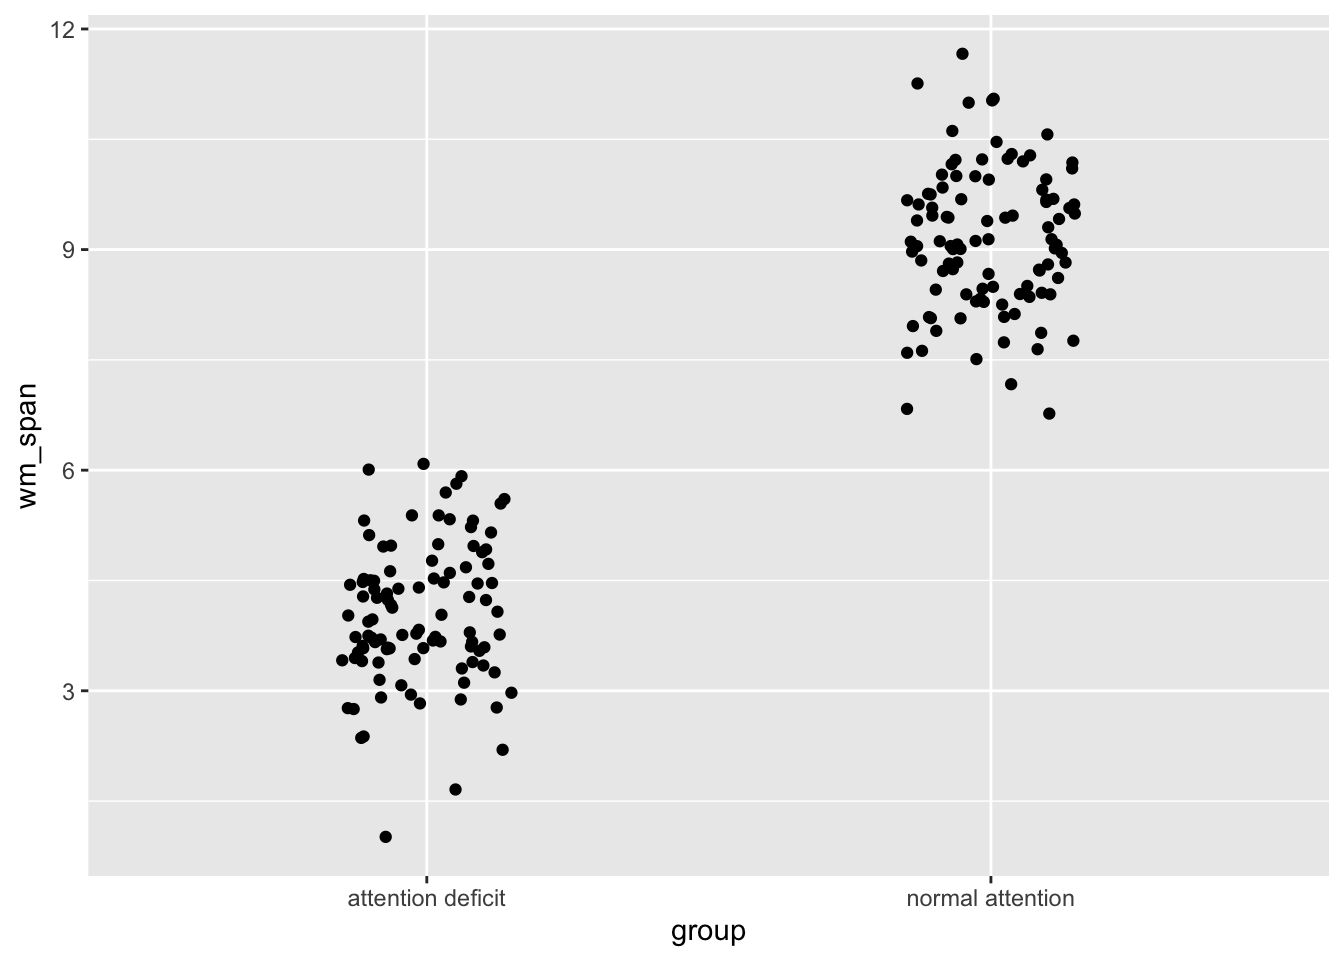 12
9
6
3
wm_span
attention deficit
normal attention
group